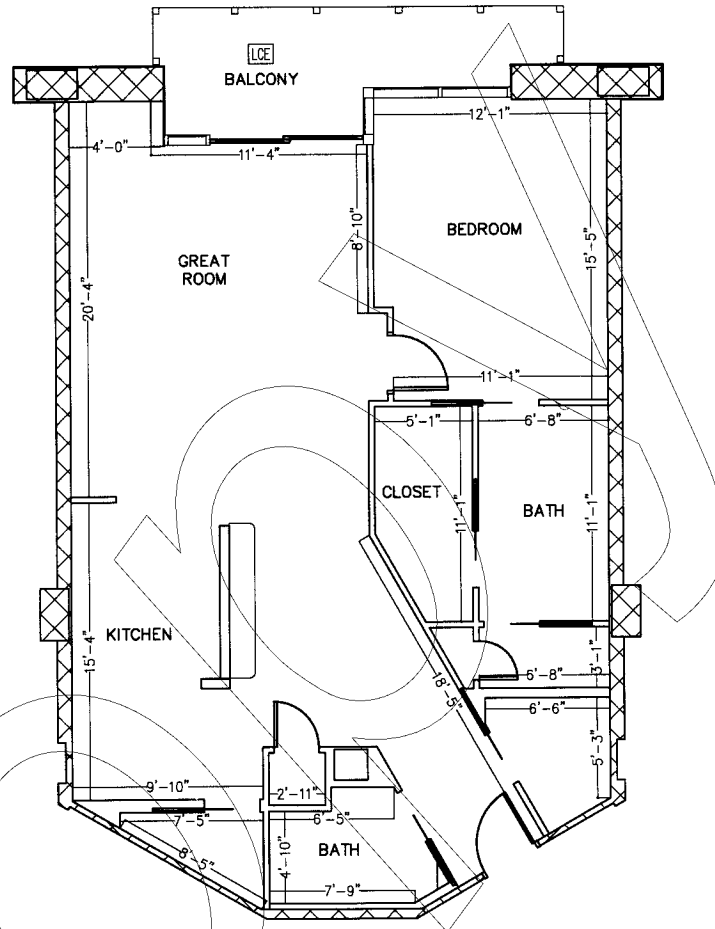 LCE
BALCONY
12'-1"
4'-0"
11'-4"
8'-10"
BEDROOM
15'-5"
GREAT
ROOM
20'-4"
11'-1"
5'-1"
6'-8"
CLOSET
11'-1"
BATH
11'-1"
KITCHEN
15'-4"
18'-5"
3'-1"
6'-8"
6'-6"
5'-3"
9'-10"
2'-11"
7'-5"
6'-5"
8'-5"
4'-10"
BATH
7'-9"